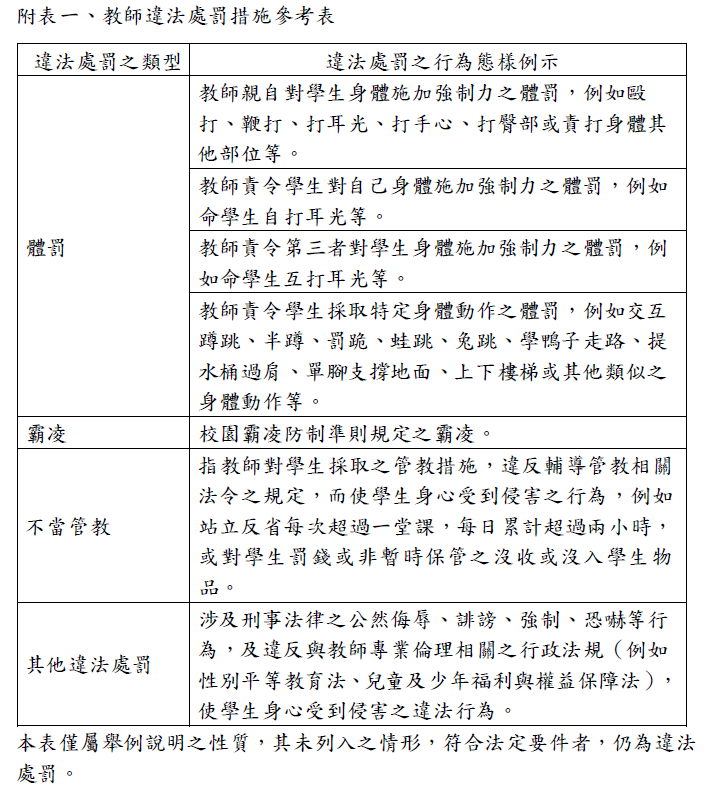 附表一、教師違法處罰措施參考表
違法處罰之類型
違法處罰之行為態樣例示
體罰
教師親自對學生身體施加強制力之體罰，例如毆
打、鞭打、打耳光、打手心、打臀部或責打身體其
他部位等。
教師責令學生對自己身體施加強制力之體罰，例如
命學生自打耳光等。
教師責令第三者對學生身體施加強制力之體罰，例
如命學生互打耳光等。
教師責令學生採取特定身體動作之體罰，例如交互
蹲跳、半蹲、罰跪、蛙跳、兔跳、學鴨子走路、提
水桶過肩、單腳支撐地面、上下樓梯或其他類似之
身體動作等。
霸凌
校園霸凌防制準則規定之霸凌。
不當管教
指教師對學生採取之管教措施，違反輔導管教相關
法令之規定，而使學生身心受到侵害之行為，例如
站立反省每次超過一堂課，每日累計超過兩小時，
或對學生罰錢或非暫時保管之沒收或沒入學生物
品。
其他違法處罰
涉及刑事法律之公然侮辱、誹謗、強制、恐嚇等行
為，及違反與教師專業倫理相關之行政法規（例如
性別平等教育法、兒童及少年福利與權益保障法），
使學生身心受到侵害之違法行為。
本表僅屬舉例說明之性質，其未列入之情形，符合法定要件者，仍為違法
處罰。